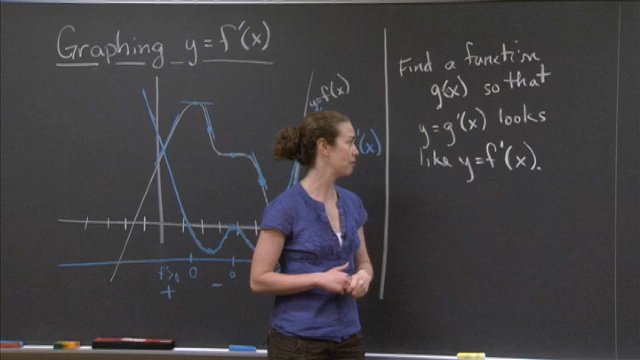 Graphing y = f'(x)
y=f(x)
'(x)
f'>0 0 - 0
+
Find a function
g(x) so that
y = g'(x) looks
like y=f'(x).